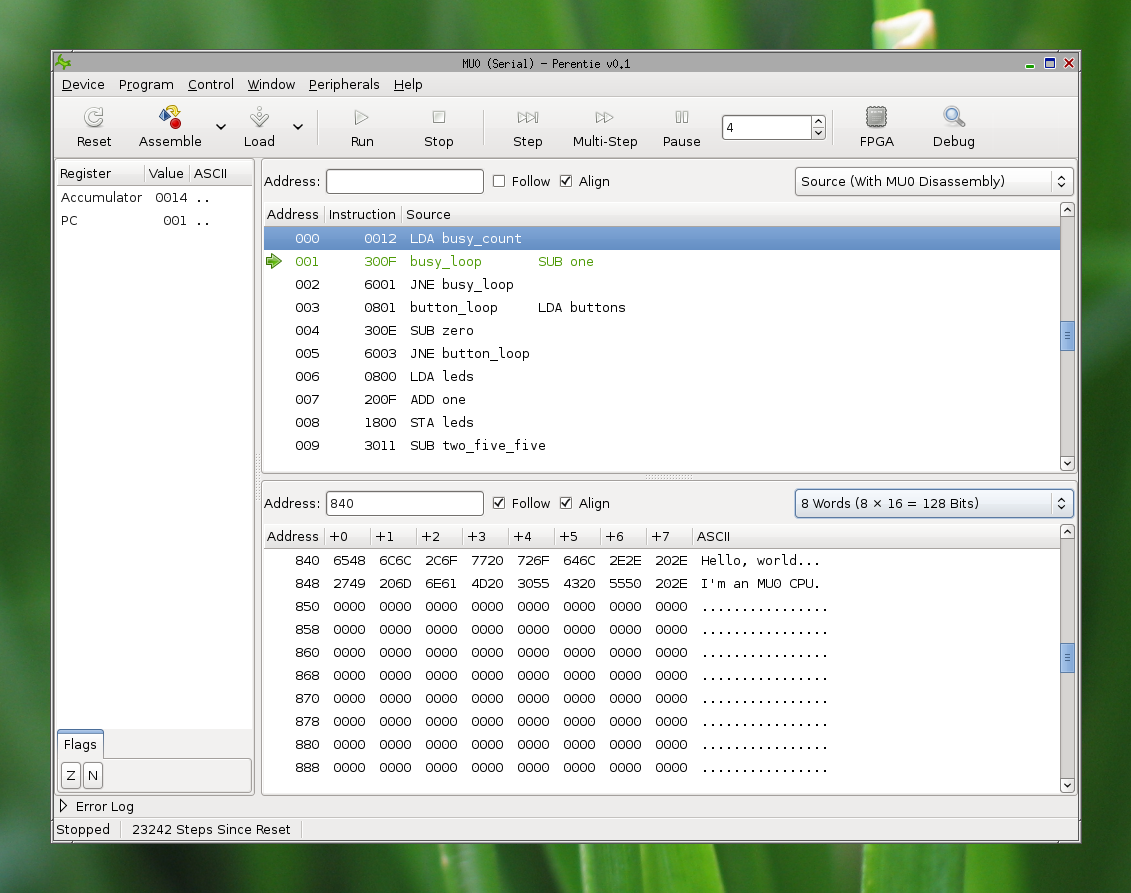 MU0 (Serial) - Perentie v0.1
Device Program Control Window Peripherals Help
Reset Assemble Load Run Stop Step Multi-Step Pause 4 FPGA Debug
Register Value ASCII
Accumulator 0014 ..
PC 001 ..
Address: Follow Align Source (With MU0 Disassembly)
Address Instruction Source
000 0012 LDA busy_count
001 300F busy_loop SUB one
002 6001 JNE busy_loop
003 0801 button_loop LDA buttons
004 300E SUB zero
005 6003 JNE button_loop
006 0800 LDA leds
007 200F ADD one
008 1800 STA leds
009 3011 SUB two_five_five
Address: 840 Follow Align 8 Words (8 × 16 = 128 Bits)
Address +0 +1 +2 +3 +4 +5 +6 +7 ASCII
840 6548 6C6C 2C6F 7720 726F 646C 2E2E 202E Hello, world...
848 2749 206D 6E61 4D20 3055 4320 5550 202E I'm an MU0 CPU.
850 0000 0000 0000 0000 0000 0000 0000 0000 ................
858 0000 0000 0000 0000 0000 0000 0000 0000 ................
860 0000 0000 0000 0000 0000 0000 0000 0000 ................
868 0000 0000 0000 0000 0000 0000 0000 0000 ................
870 0000 0000 0000 0000 0000 0000 0000 0000 ................
878 0000 0000 0000 0000 0000 0000 0000 0000 ................
880 0000 0000 0000 0000 0000 0000 0000 0000 ................
888 0000 0000 0000 0000 0000 0000 0000 0000 ................
Flags
Z N
Error Log
Stopped 23242 Steps Since Reset